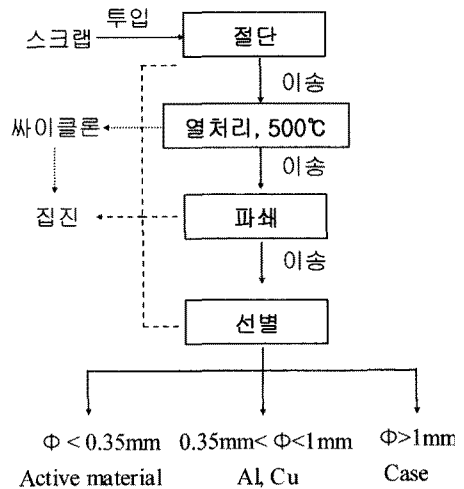 투입
스크랩
절단
이송
싸이클론
열처리, 500℃
이송
집진
파쇄
이송
선별
Φ < 0.35mm 0.35mm< Φ<1mm Φ>1mm
Active material Al, Cu Case